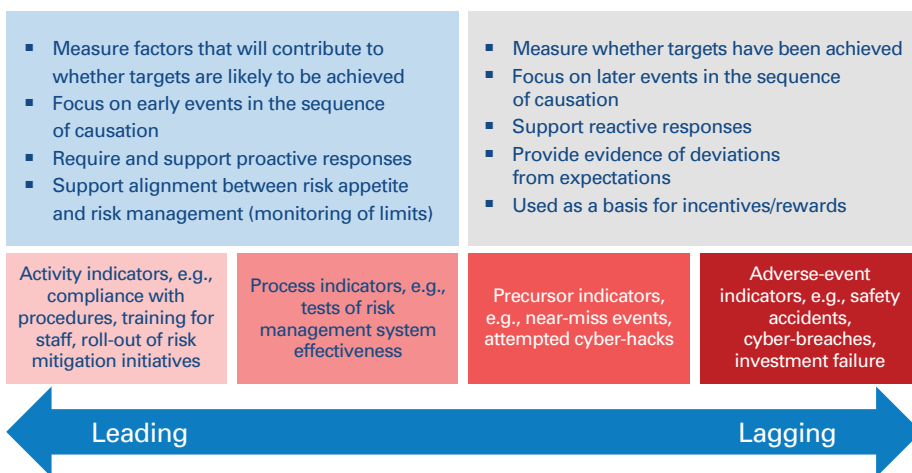 ▪ Measure factors that will contribute to
whether targets are likely to be achieved
▪ Focus on early events in the sequence
of causation
▪ Require and support proactive responses
▪ Support alignment between risk appetite
and risk management (monitoring of limits)
▪ Measure whether targets have been achieved
▪ Focus on later events in the sequence
of causation
▪ Support reactive responses
▪ Provide evidence of deviations
from expectations
▪ Used as a basis for incentives/rewards
Activity indicators, e.g.,
compliance with
procedures, training for
staff, roll-out of risk
mitigation initiatives
Process indicators, e.g.,
tests of risk
management system
effectiveness
Precursor indicators,
e.g., near-miss events,
attempted cyber-hacks
Adverse-event
indicators, e.g., safety
accidents,
cyber-breaches,
investment failure
Leading
Lagging